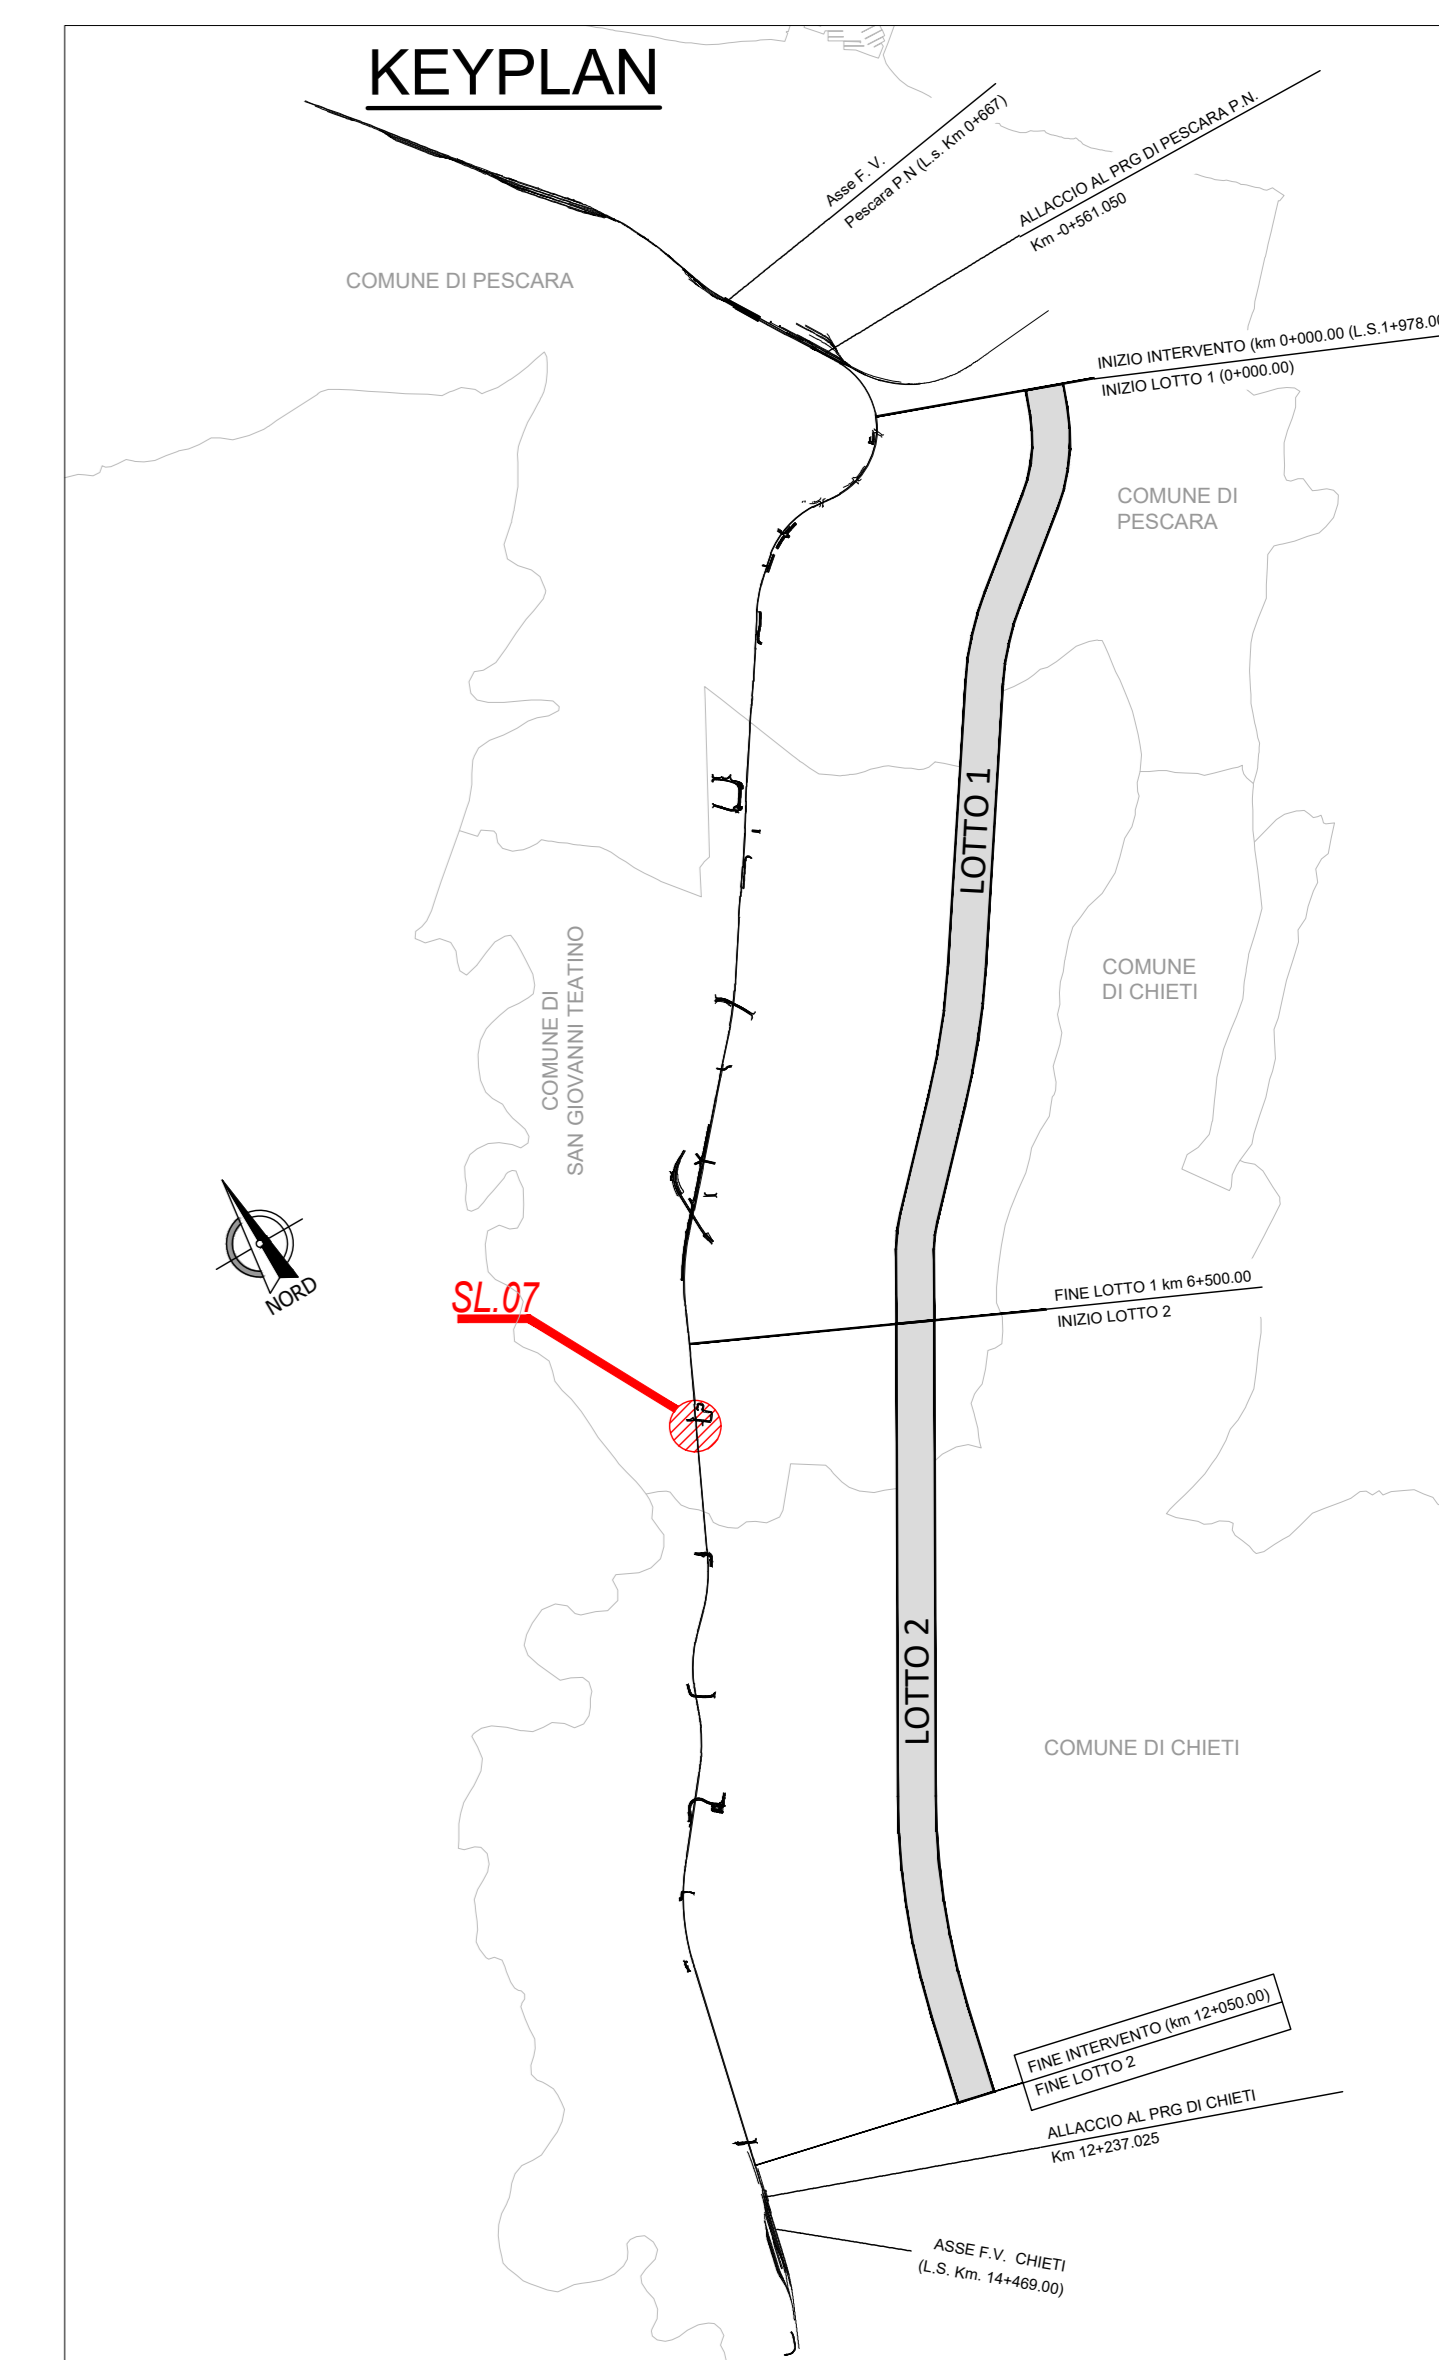 KEYPLAN
Asse F. V.
Pescara P.N (L.s. Km 0+667)
ALLACCIO AL PRG DI PESCARA P.N.
Km -0+561.050
COMUNE DI PESCARA
INIZIO INTERVENTO (km 0+000.00 (L.S.1+978.00
INIZIO LOTTO 1 (0+000.00)
COMUNE DI
PESCARA
LOTTO 1
COMUNE
DI CHIETI
COMUNE DI
SAN GIOVANNI TEATINO
NORD
SL.07
FINE LOTTO 1 km 6+500.00
INIZIO LOTTO 2
LOTTO 2
COMUNE DI CHIETI
FINE INTERVENTO (km 12+050.00)
FINE LOTTO 2
ALLACCIO AL PRG DI CHIETI
Km 12+237.025
ASSE F.V. CHIETI
(L.S. Km. 14+469.00)